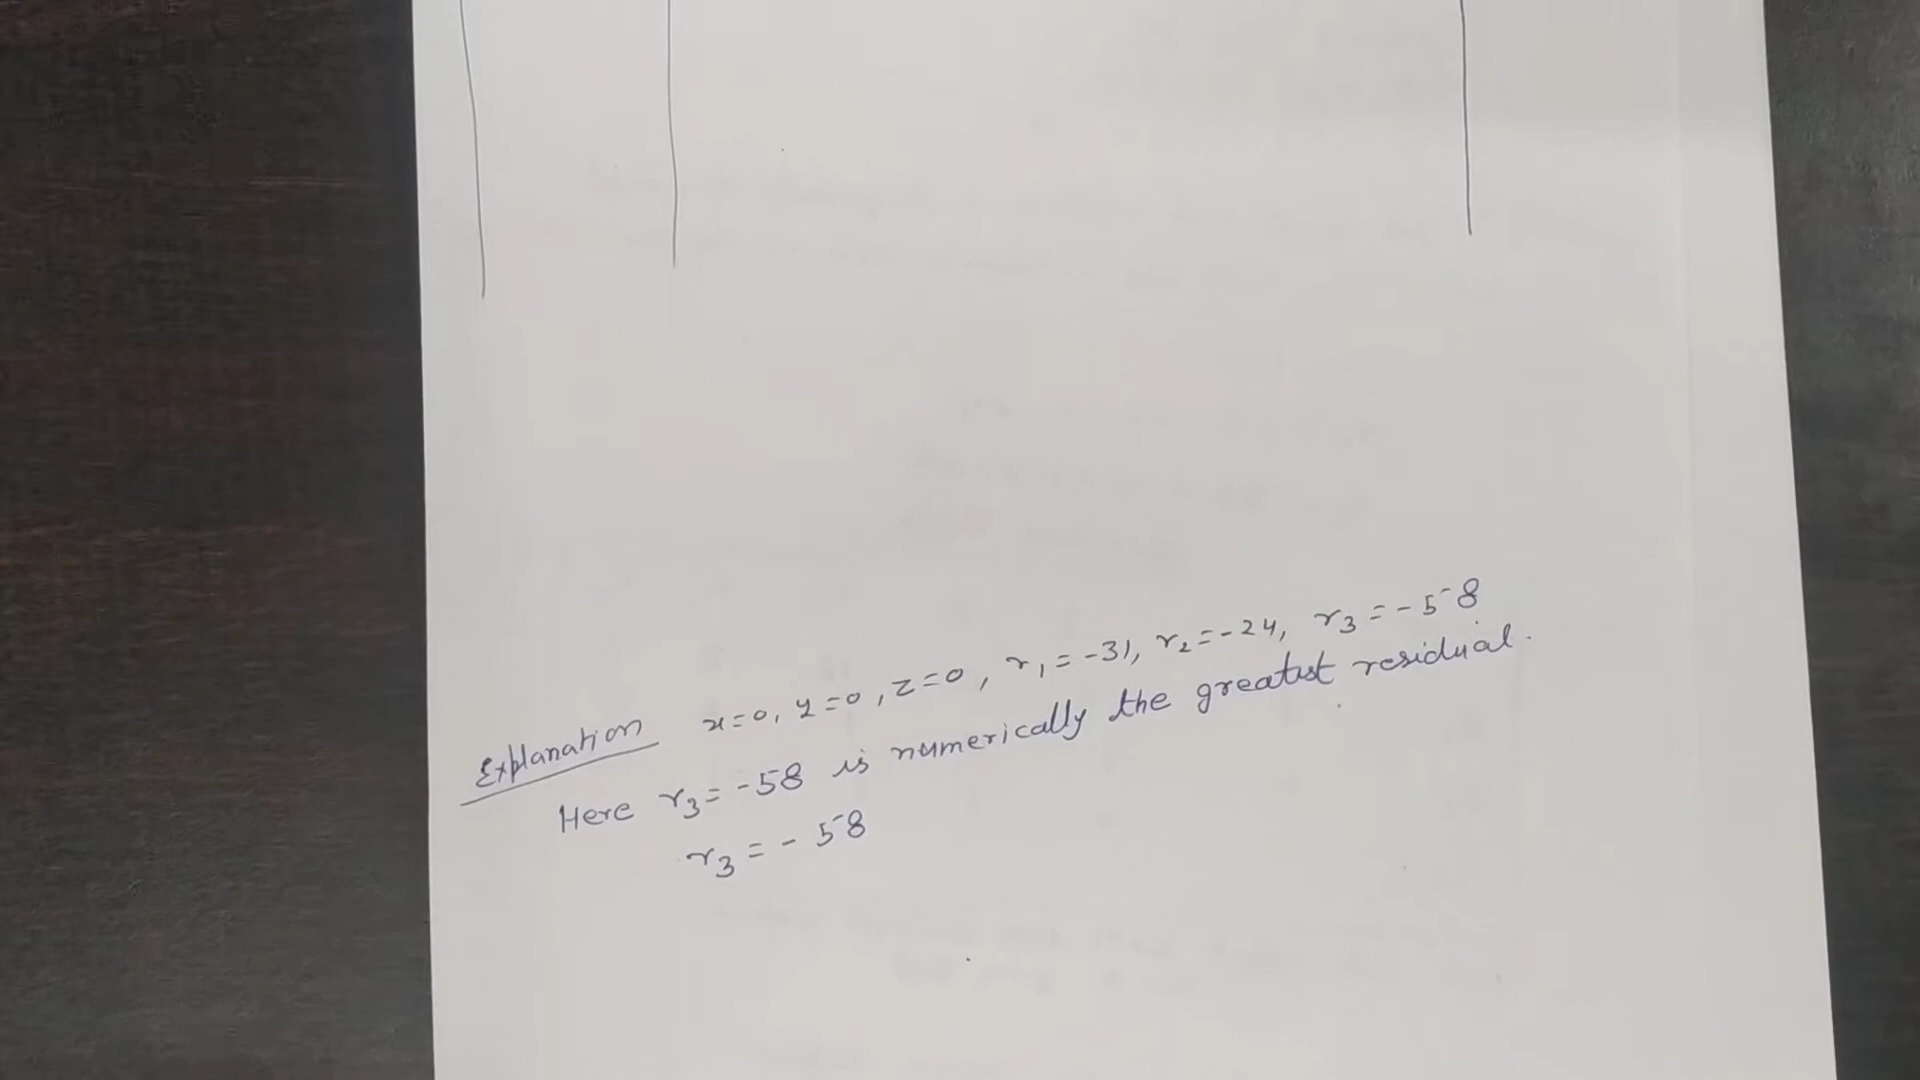 Explanation x=0, y=0, z=0, r₁=-31, r₂=-24, r₃=-58
Here r₃=-58 is numerically the greatest residual.
r₃=-58